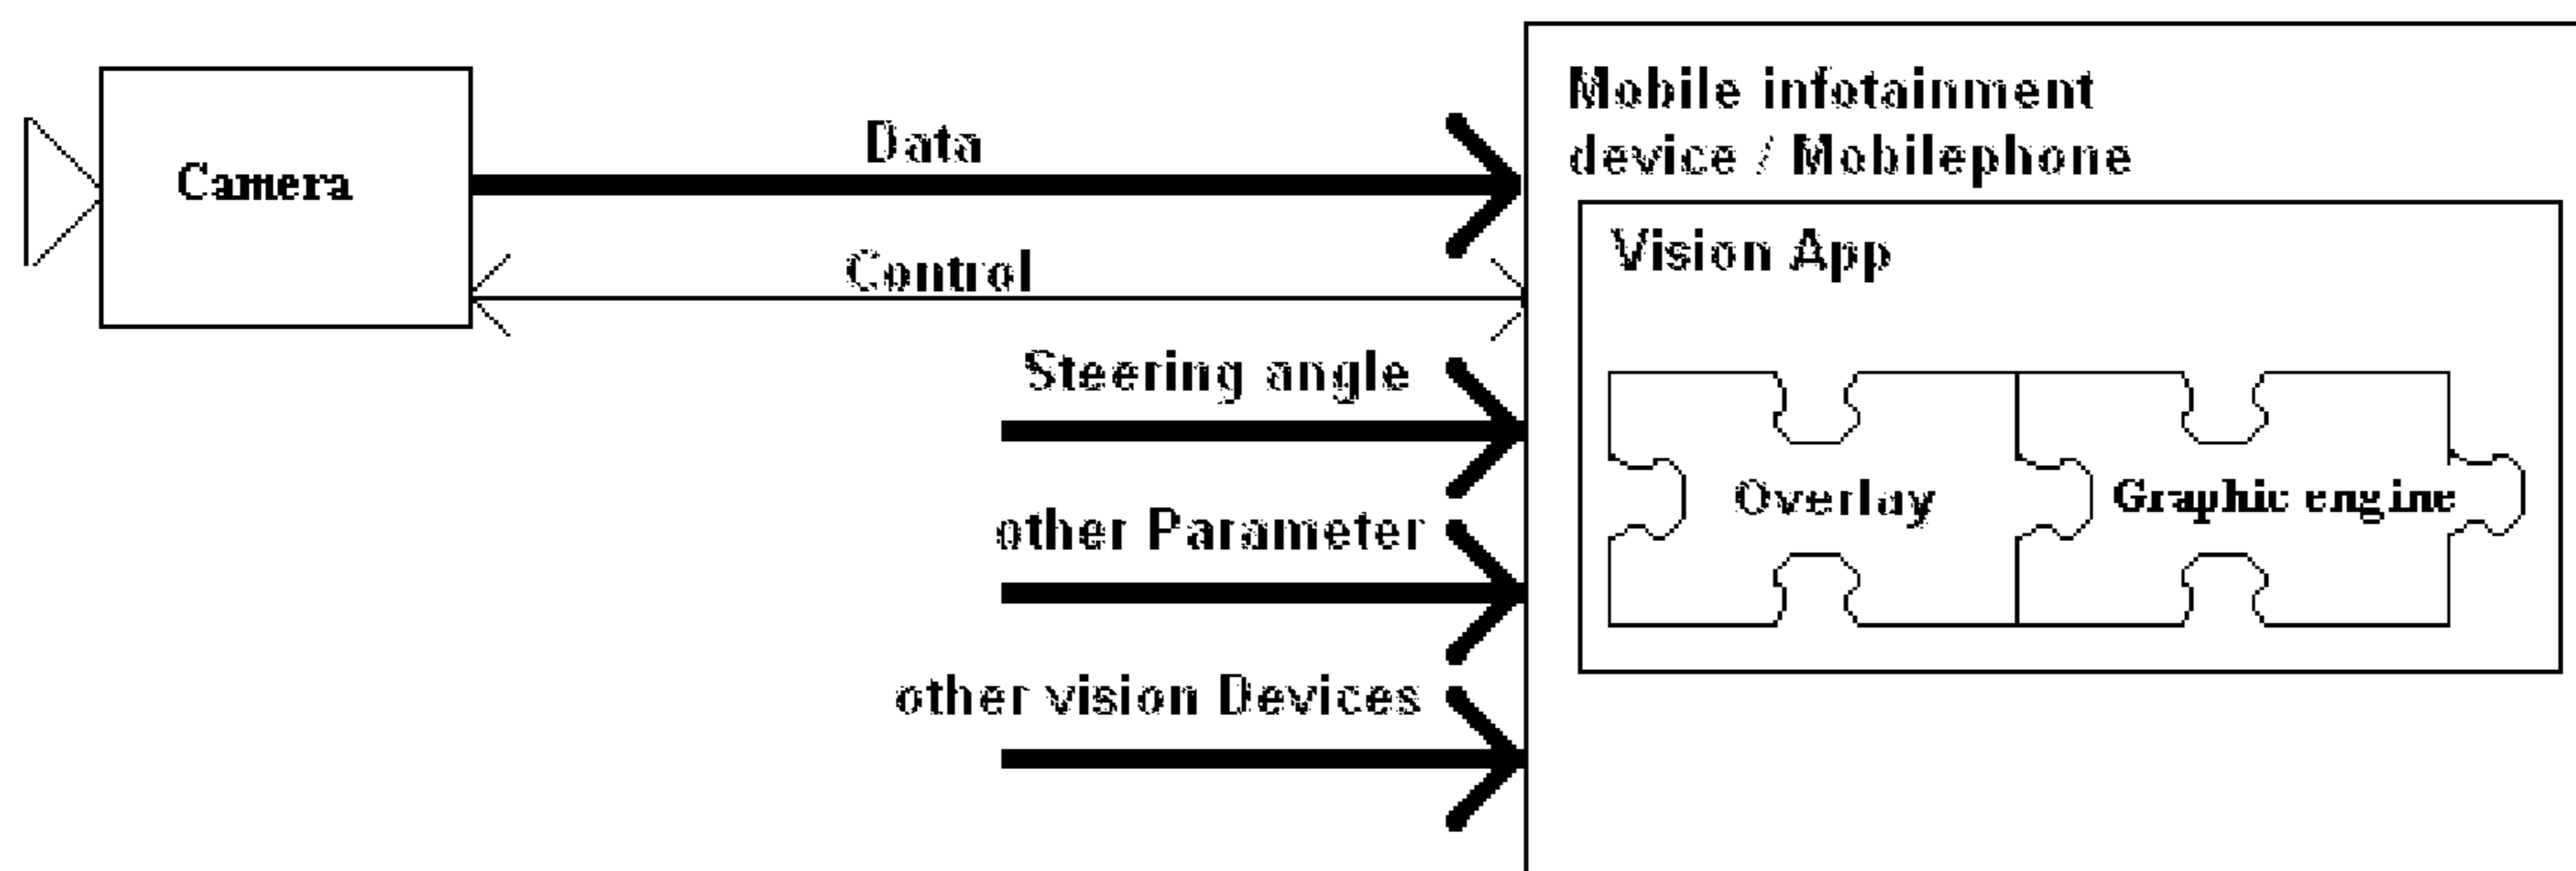 Camera
Data
Control
Steering angle
other Parameter
other vision Devices
Mobile infotainment
device / Mobilephone
Vision App
Overlay
Graphic engine